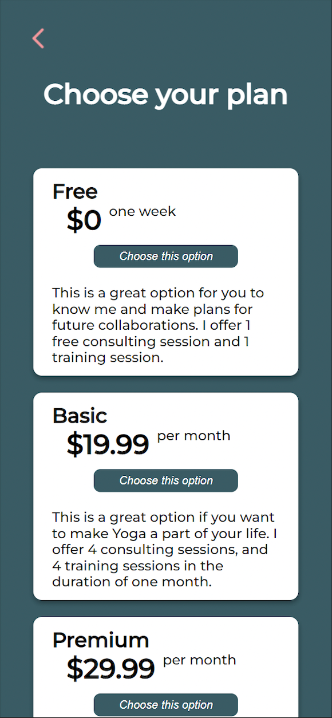 Choose your plan
Free
$0 one week
Choose this option
This is a great option for you to
know me and make plans for
future collaborations. I offer 1
free consulting session and 1
training session.
Basic
$19.99 per month
Choose this option
This is a great option if you want
to make Yoga a part of your life. I
offer 4 consulting sessions, and
4 training sessions in the
duration of one month.
Premium
$29.99 per month
Choose this option